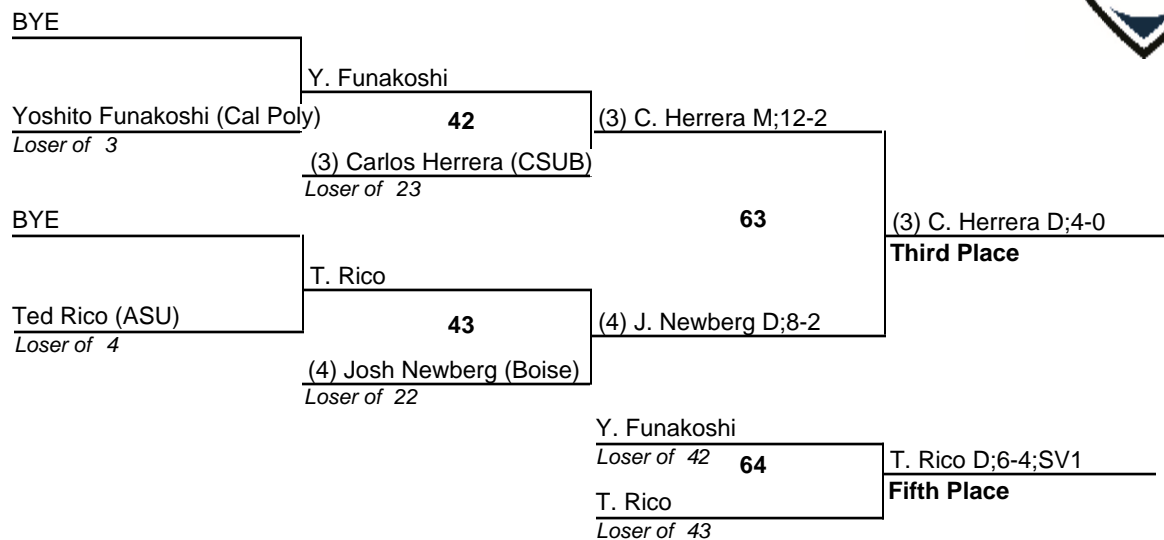 BYE
Y. Funakoshi
Yoshito Funakoshi (Cal Poly)
42
(3) C. Herrera M;12-2
Loser of 3
(3) Carlos Herrera (CSUB)
Loser of 23
BYE
63
(3) C. Herrera D;4-0
Third Place
T. Rico
Ted Rico (ASU)
43
(4) J. Newberg D;8-2
Loser of 4
(4) Josh Newberg (Boise)
Loser of 22
Y. Funakoshi
Loser of 42
64
T. Rico D;6-4;SV1
Fifth Place
T. Rico
Loser of 43